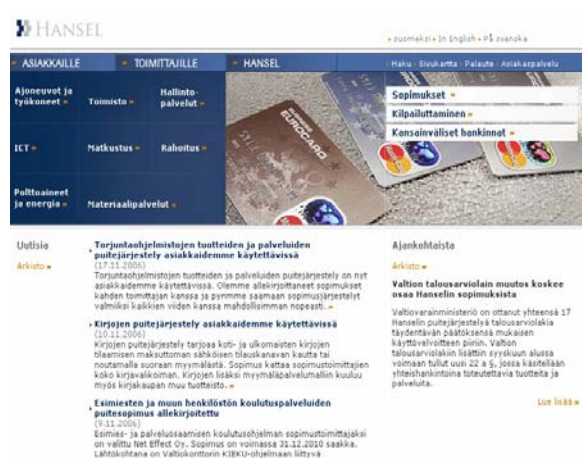 HANSEL
suomeksi In English På svenska
ASIAKKAILLE TOIMITTAJILLE HANSEL
Haku Sivukartta Palaute Asiakaspalvelu
Ajoneuvot ja
työkoneet »
Toimisto »
Hallinto-
palvelut »
ICT »
Matkustus »
Rahoitus »
Polttoaineet
ja energia »
Materiaalipalvelut »
EUROCARD
Sopimukset »
Kilpailuttaminen »
Kansainväliset hankinnat »
Uutisia
Arkisto »
Torjuntaohjelmistojen tuotteiden ja palveluiden
puitejärjestely asiakkaidemme käytettävissä
(17.11.2006)
Torjuntaohjelmistojen tuotteiden ja palveluiden puitejärjestely on nyt
asiakkaidemme käytettävissä. Olemme allekirjoittaneet sopimukset
kahden toimittajan kanssa ja pyrimme saamaan sopimusjärjestelyt
valmiiksi kaikkien viiden kanssa mahdollisimman nopeasti. »
Kirjojen puitejärjestely asiakkaidemme käytettävissä
(10.11.2006)
Kirjojen puitejärjestely tarjoaa koti- ja ulkomaisten kirjojen
tilaamisen maksuttoman sähköisen tilauskanavan kautta tai
noutamalla suoraan myymälästä. Sopimus kattaa sopimustoimittajien
koko kirjavalikoiman. Kirjojen lisäksi myymäläpalvelumalliin kuuluu
myös kirjakaupan muu tuotteisto. »
Esimiesten ja muun henkilöstön koulutuspalveluiden
puitesopimus allekirjoitettu
(9.11.2006)
Esimies- ja palveluosaamisen koulutusohjelman sopimustoimittajaksi
on valittu Net Effect Oy. Sopimus on voimassa 31.12.2010 saakka.
Lähtökohtana on Valtiokonttorin KIEKU-ohjelmaan liittyvä
Ajankohtaista
Arkisto »
Valtion talousarviolain muutos koskee
osaa Hanselin sopimuksista
Valtiovarainministeriö on ottanut yhteensä 17
Hanselin puitejärjestelyä talousarviolakia
täydentävän päätöksensä mukaisen
käyttövelvoitteen piiriin. Valtion
talousarviolakiin lisättiin syyskuun alussa
voimaan tullut uusi 22 a §, jossa käsitellään
yhteishankintoina toteutettavia tuotteita ja
palveluita.
Lue lisää »